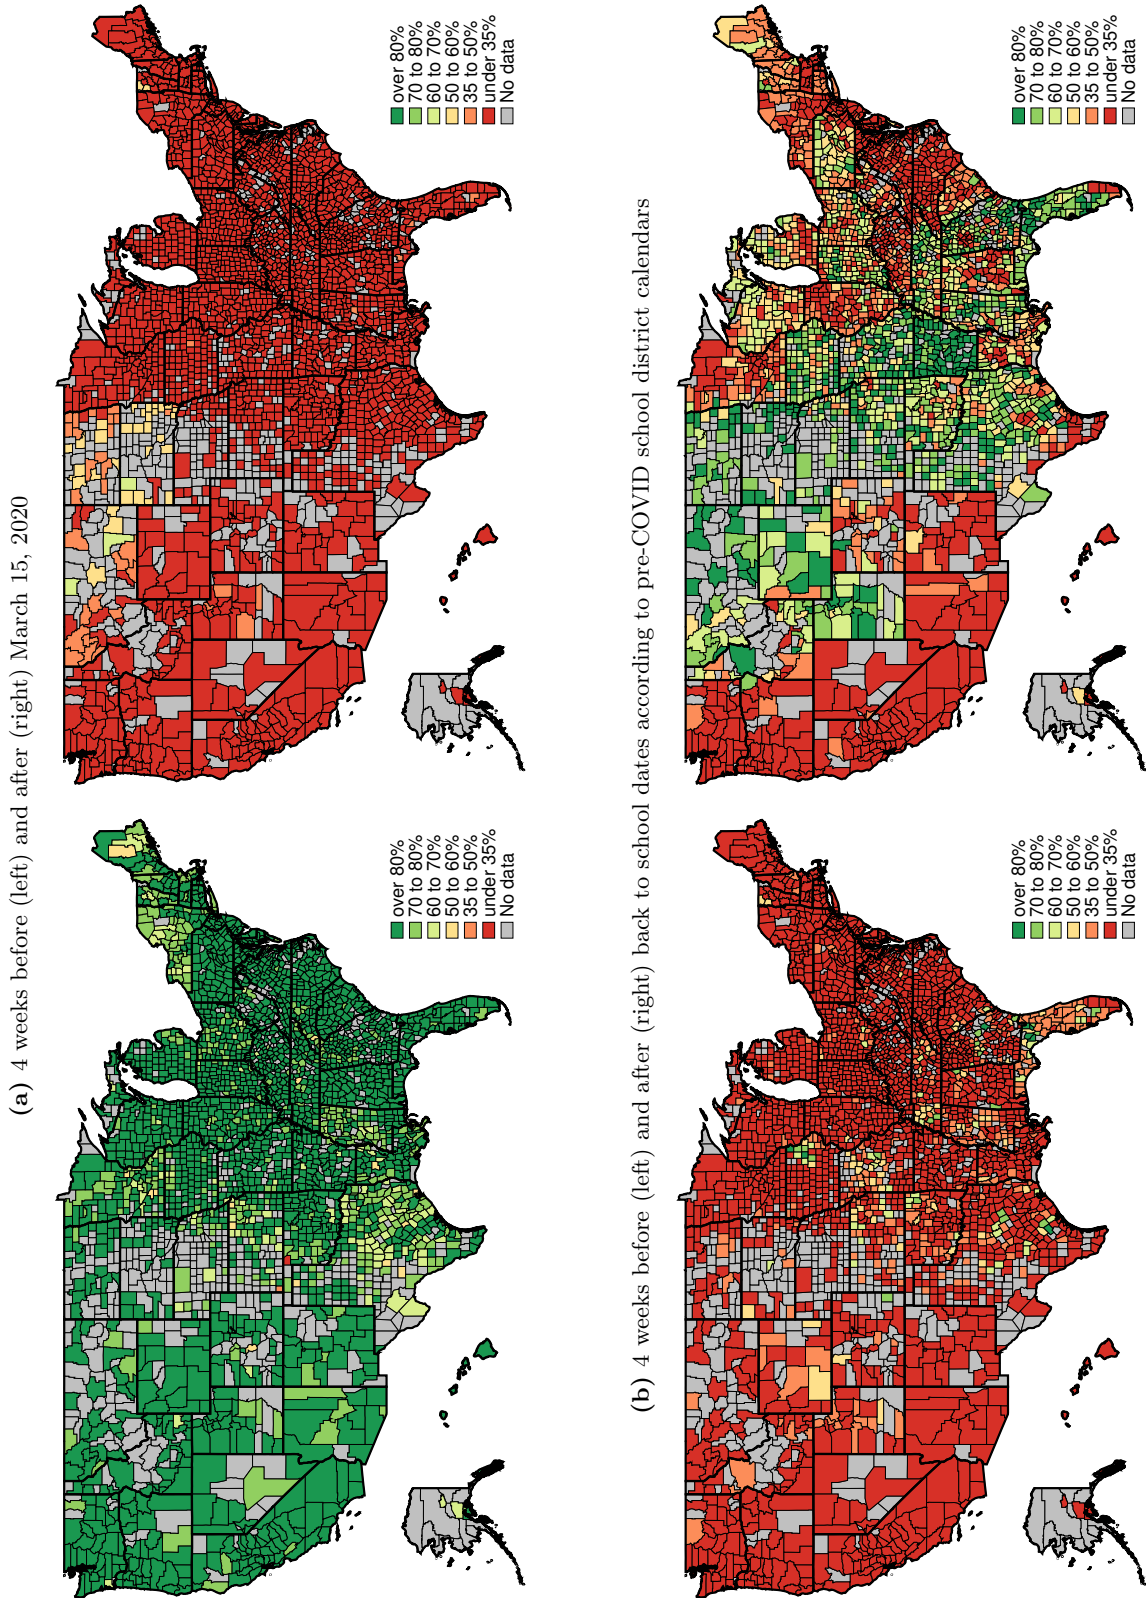 (a) 4 weeks before (left) and after (right) March 15, 2020
over 80%
70 to 80%
60 to 70%
50 to 60%
35 to 50%
under 35%
No data
over 80%
70 to 80%
60 to 70%
50 to 60%
35 to 50%
under 35%
No data
(b) 4 weeks before (left) and after (right) back to school dates according to pre-COVID school district calendars
over 80%
70 to 80%
60 to 70%
50 to 60%
35 to 50%
under 35%
No data
over 80%
70 to 80%
60 to 70%
50 to 60%
35 to 50%
under 35%
No data